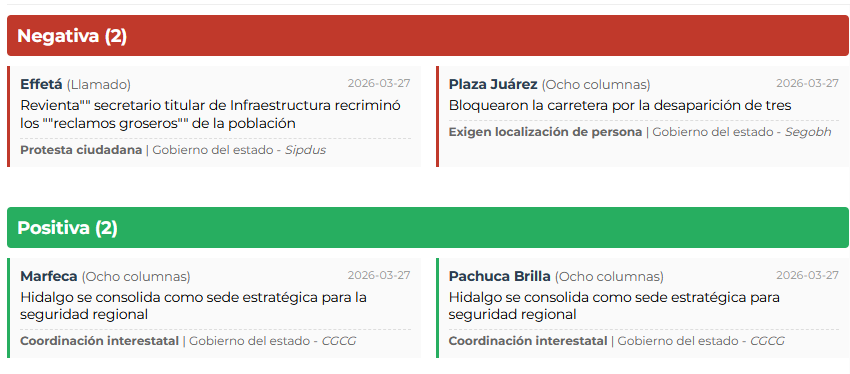 Negativa (2)
Effetá (Llamado) 2026-03-27
Revienta"" secretario titular de Infraestructura recriminó
los ""reclamos groseros"" de la población
Protesta ciudadana | Gobierno del estado - Sipdus
Plaza Juárez (Ocho columnas) 2026-03-27
Bloquearon la carretera por la desaparición de tres
Exigen localización de persona | Gobierno del estado - Segobh
Positiva (2)
Marfeca (Ocho columnas) 2026-03-27
Hidalgo se consolida como sede estratégica para la
seguridad regional
Coordinación interestatal | Gobierno del estado - CGCG
Pachuca Brilla (Ocho columnas) 2026-03-27
Hidalgo se consolida como sede estratégica para
seguridad regional
Coordinación interestatal | Gobierno del estado - CGCG